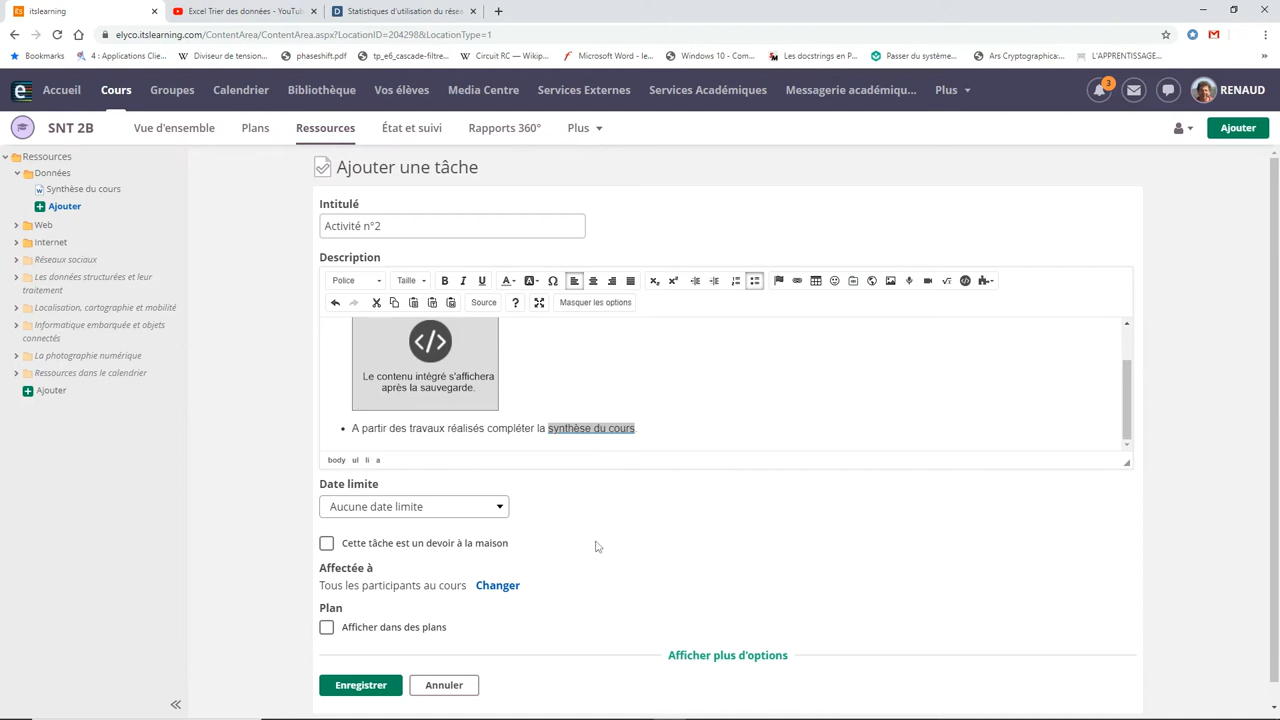 itslearning
Excel Trier des données - YouTu
Statistiques d'utilisation du rése
elyco.itslearning.com/ContentArea/ContentArea.aspx?LocationID=204298&LocationType=1
Bookmarks
4 : Applications Clie...
Diviseur de tension...
phaseshift.pdf
tp_e6_cascade-filtre...
Circuit RC — Wikip...
Microsoft Word - le...
Windows 10 - Com...
Les docstrings en P...
Passer du système...
Ars Cryptographica:...
L'APPRENTISSAGE...
Accueil
Cours
Groupes
Calendrier
Bibliothèque
Vos élèves
Media Centre
Services Externes
Services Académiques
Messagerie académiqu...
Plus
3
RENAUD
SNT 2B
Vue d'ensemble
Plans
Ressources
État et suivi
Rapports 360°
Plus
Ajouter
Ressources
Données
Synthèse du cours
Ajouter
Web
Internet
Réseaux sociaux
Les données structurées et leur
traitement
Localisation, cartographie et mobilité
Informatique embarquée et objets
connectés
La photographie numérique
Ressources dans le calendrier
Ajouter
Ajouter une tâche
Intitulé
Activité n°2
Description
Police
Taille
B I U A A Ω
Source
?
Masquer les options
</>
Le contenu intégré s'affichera
après la sauvegarde.
• A partir des travaux réalisés compléter la synthèse du cours.
body ul li a
Date limite
Aucune date limite
Cette tâche est un devoir à la maison
Affectée à
Tous les participants au cours Changer
Plan
Afficher dans des plans
Afficher plus d'options
Enregistrer
Annuler